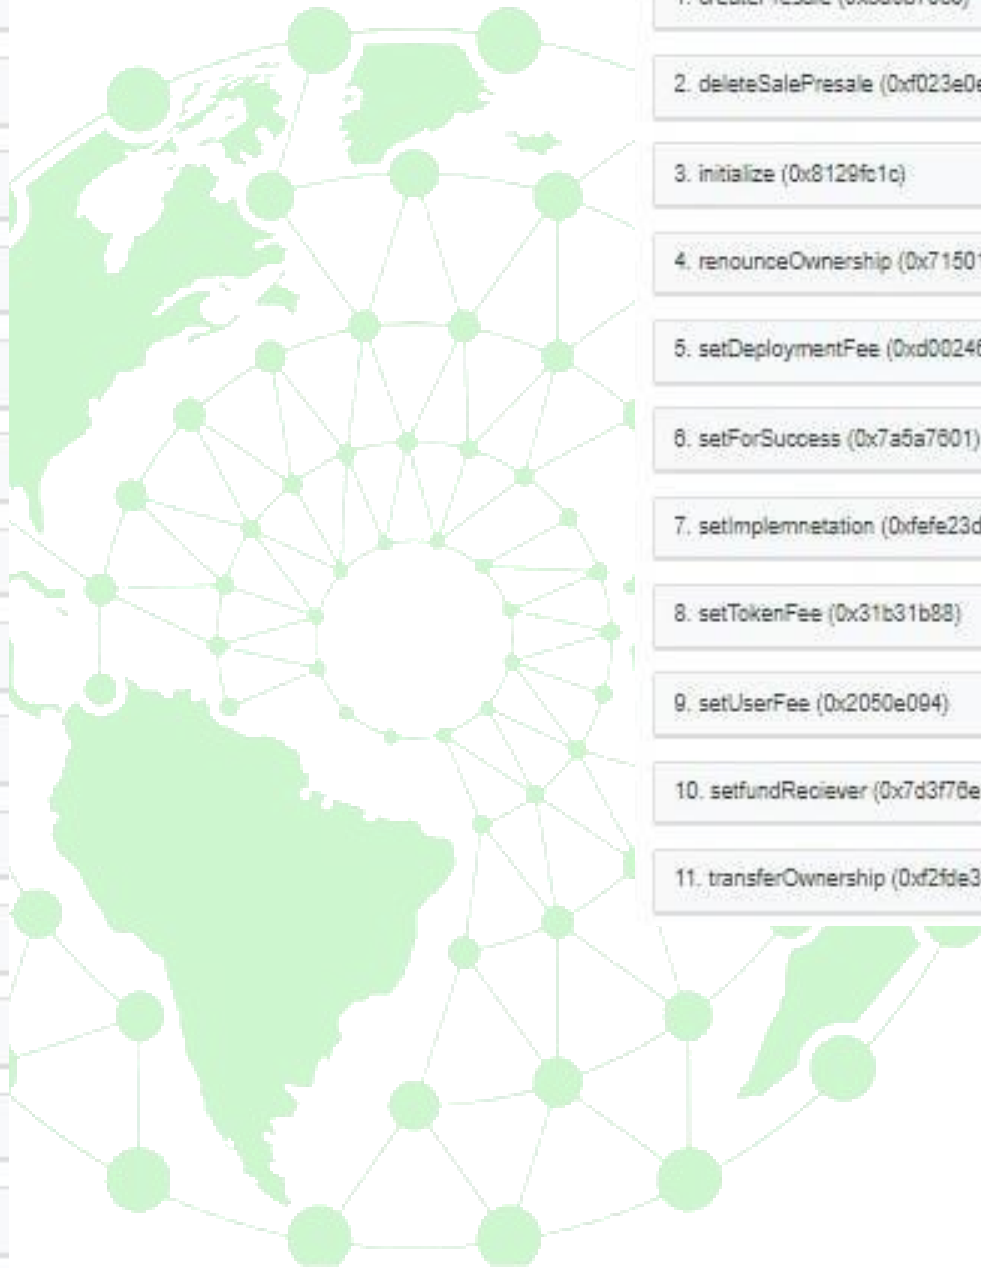 2. deleteSalePresale (0xf023e0e
3. initialize (0x8129fc1c)
4. renounceOwnership (0x71501
5. setDeploymentFee (0xd00246
6. setForSuccess (0x7a5a7601)
7. setImplemnetation (0xfefe23d
8. setTokenFee (0x31b31b88)
9. setUserFee (0x2050e094)
10. setfundReciever (0x7d3f76e
11. transferOwnership (0xf2fde3